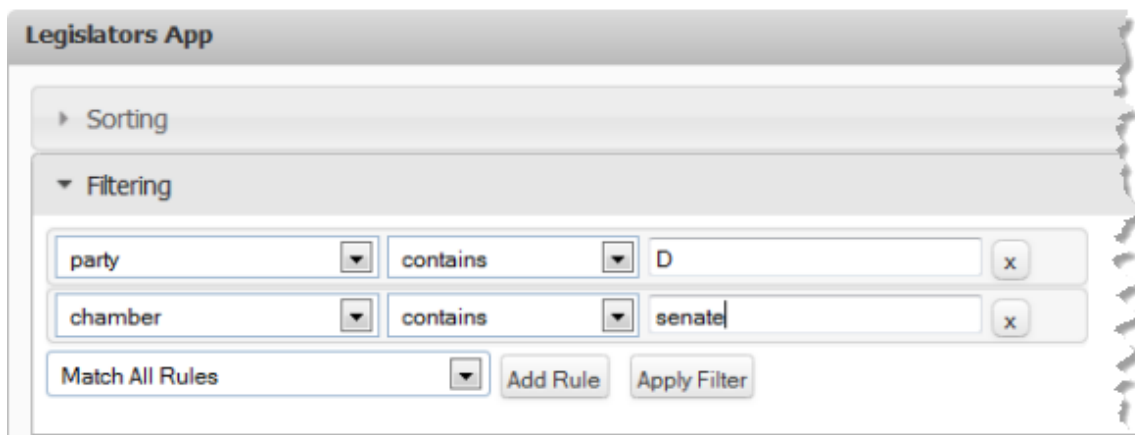 Legislators App
Sorting
Filtering
party contains D x
chamber contains senate x
Match All Rules Add Rule Apply Filter